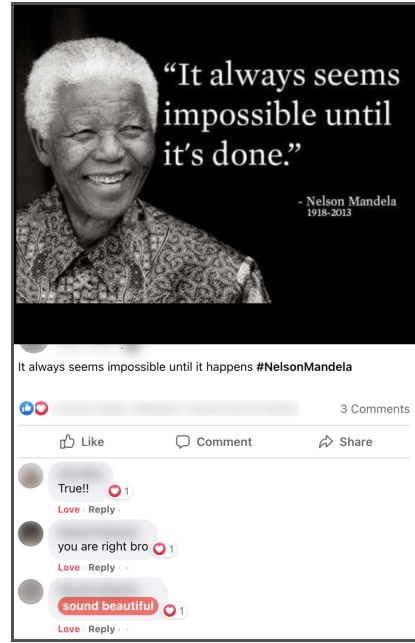 “It always seems
impossible until
it's done.”
- Nelson Mandela
1918-2013
It always seems impossible until it happens #NelsonMandela
3 Comments
Like Comment Share
True!! 1
Love · Reply ·
you are right bro 1
Love · Reply · ·
sound beautiful 1
Love · Reply · ·